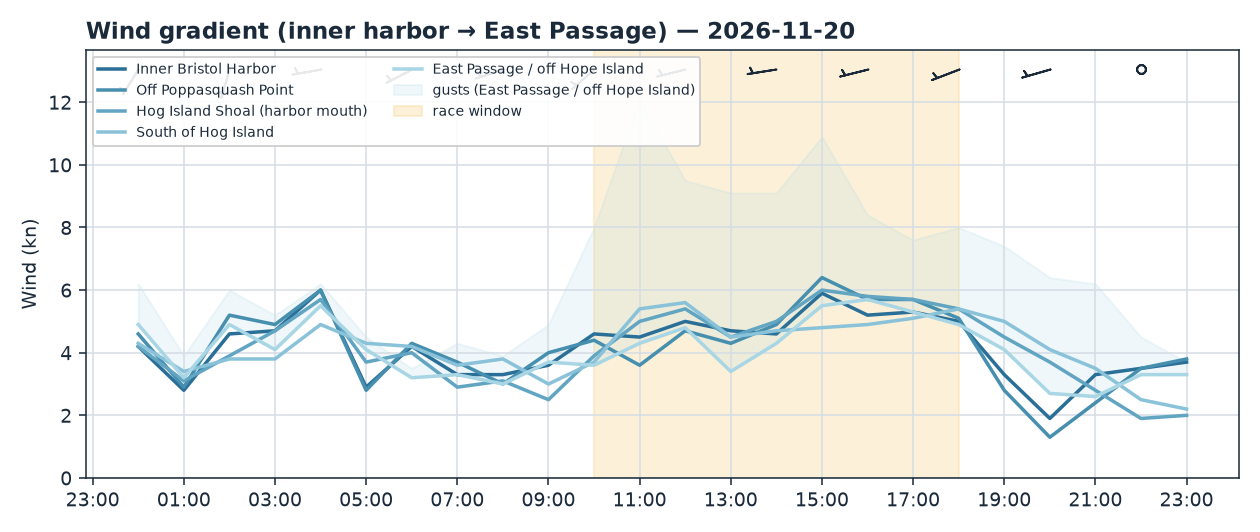 Wind gradient (inner harbor → East Passage) — 2026-11-20
Inner Bristol Harbor
Off Poppasquash Point
Hog Island Shoal (harbor mouth)
South of Hog Island
East Passage / off Hope Island
gusts (East Passage / off Hope Island)
race window
Wind (kn)
12
10
8
6
4
2
0
23:00 01:00 03:00 05:00 07:00 09:00 11:00 13:00 15:00 17:00 19:00 21:00 23:00